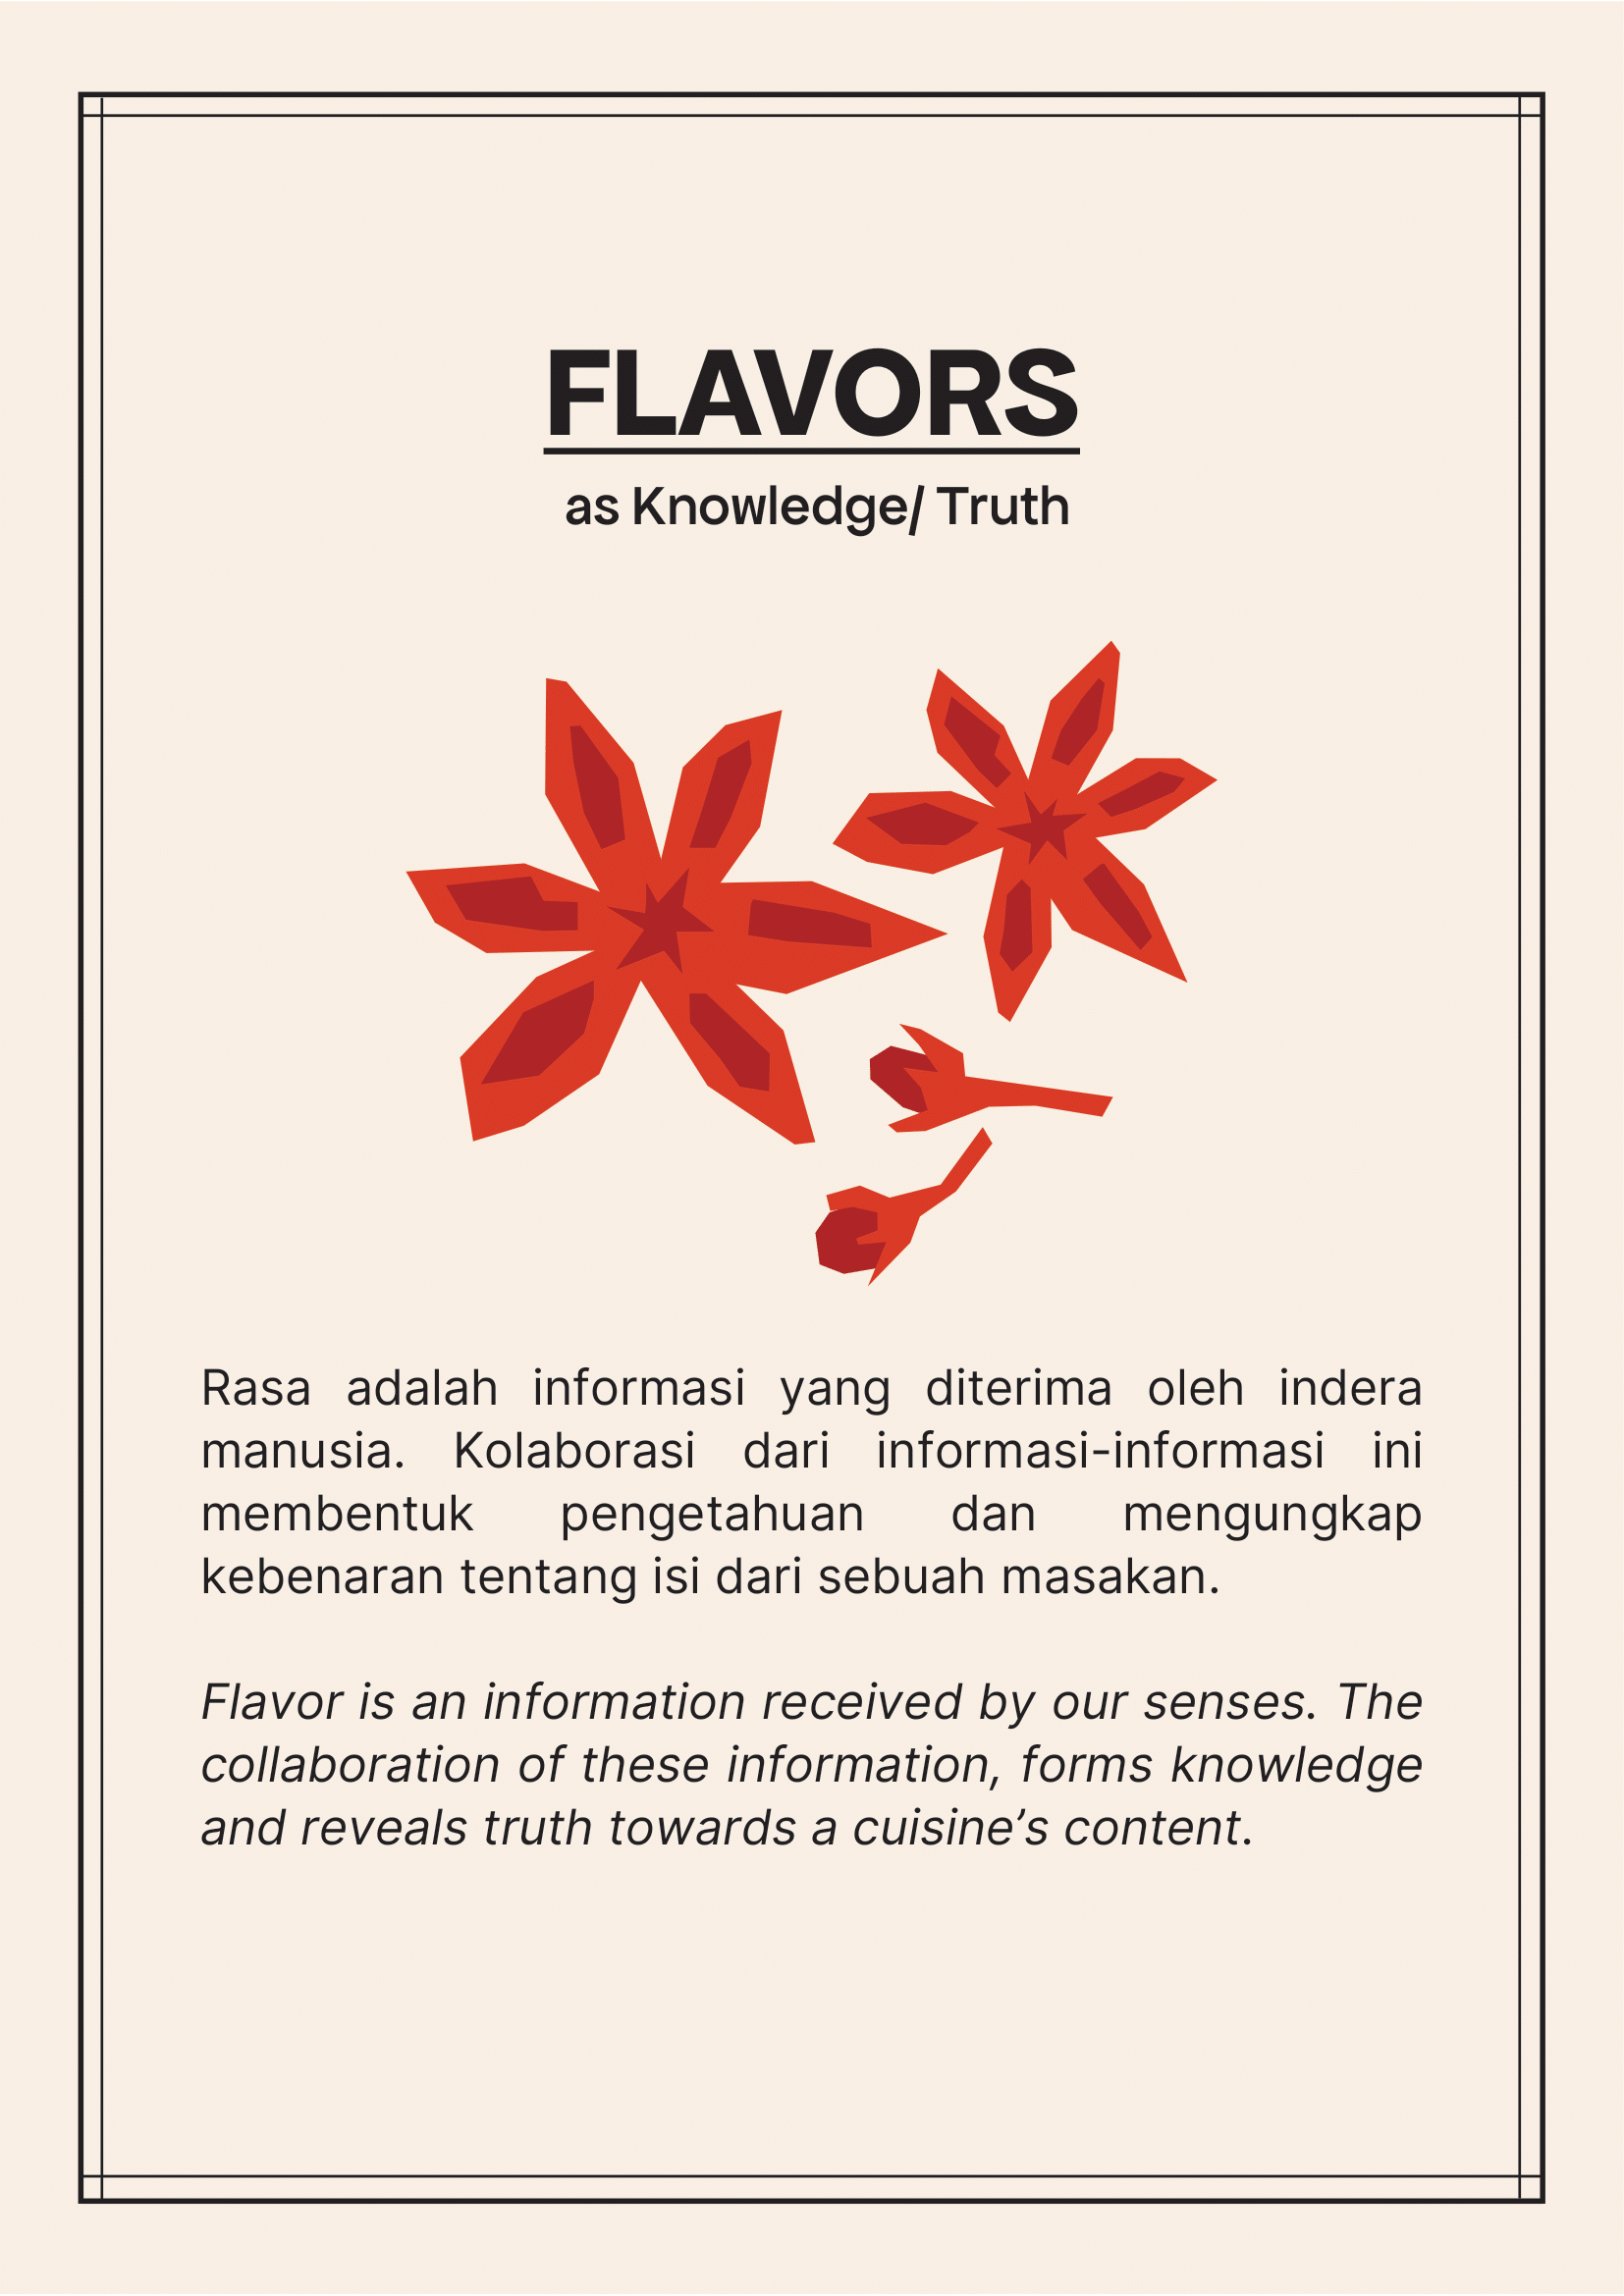 FLAVORS
as Knowledge/ Truth
Rasa adalah informasi yang diterima oleh indera
manusia. Kolaborasi dari informasi-informasi ini
membentuk pengetahuan dan mengungkap
kebenaran tentang isi dari sebuah masakan.
Flavor is an information received by our senses. The
collaboration of these information, forms knowledge
and reveals truth towards a cuisine’s content.